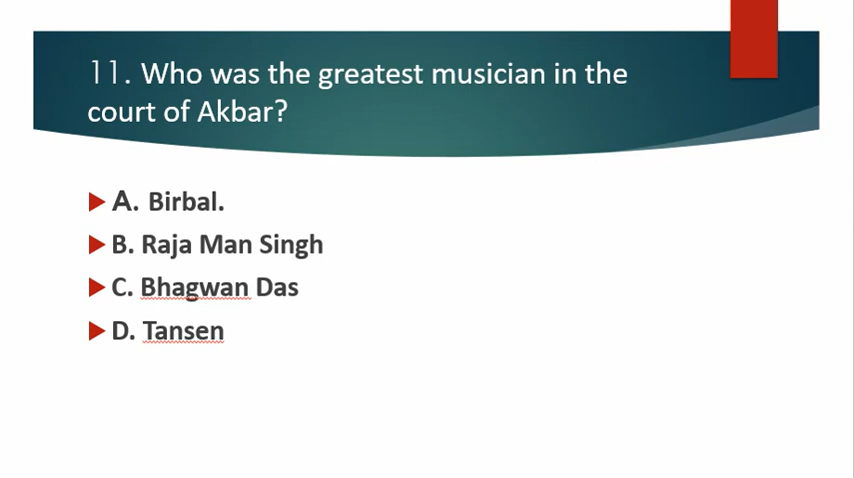 11. Who was the greatest musician in the
court of Akbar?
A. Birbal.
B. Raja Man Singh
C. Bhagwan Das
D. Tansen